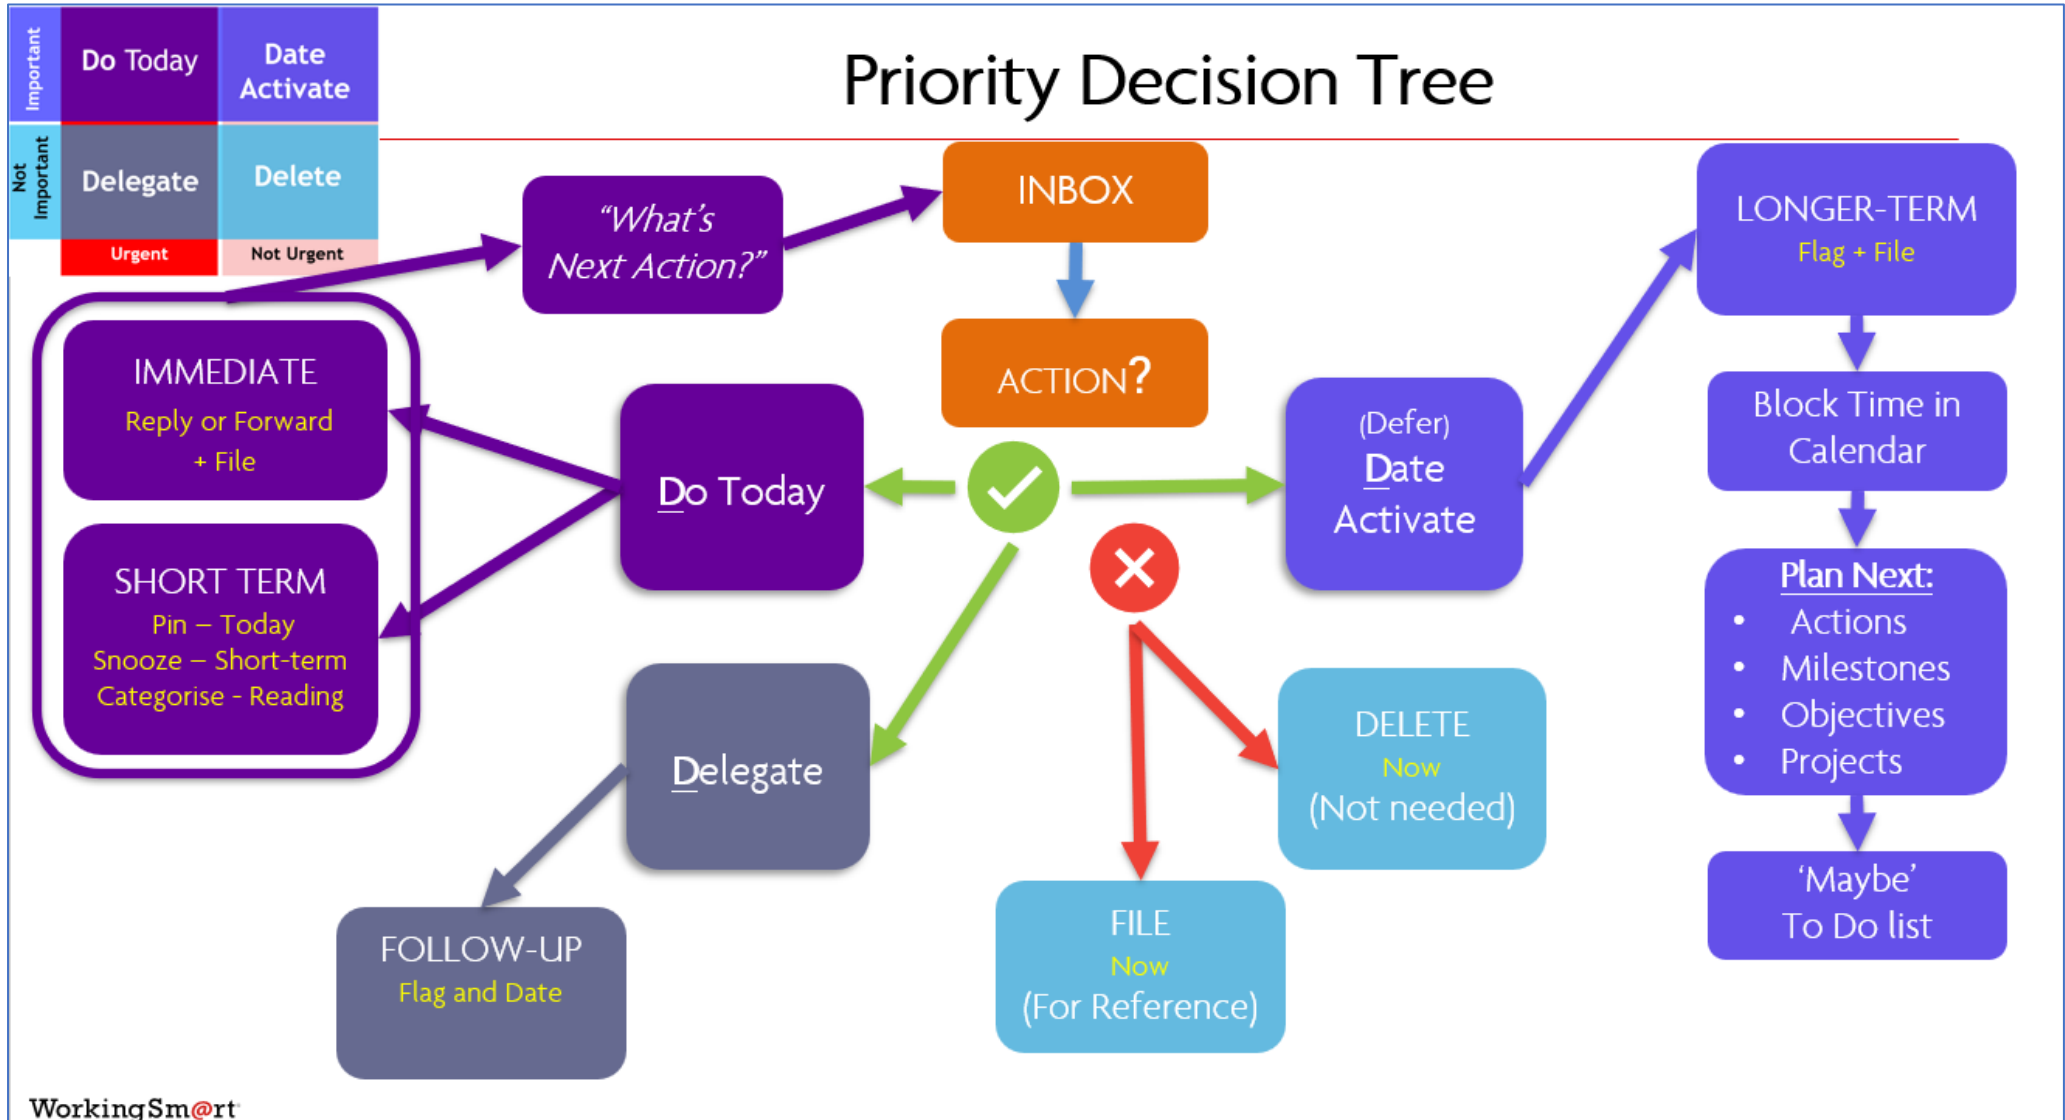 Priority Decision Tree
Important
Do Today
Date
Activate
Not
Important
Delegate
Delete
Urgent
Not Urgent
“What’s
Next Action?”
INBOX
ACTION?
LONGER-TERM
Flag + File
Block Time in
Calendar
Plan Next:
• Actions
• Milestones
• Objectives
• Projects
‘Maybe’
To Do list
IMMEDIATE
Reply or Forward
+ File
SHORT TERM
Pin – Today
Snooze – Short-term
Categorise - Reading
Do Today
(Defer)
Date
Activate
Delegate
FOLLOW-UP
Flag and Date
DELETE
Now
(Not needed)
FILE
Now
(For Reference)
WorkingSm@rt